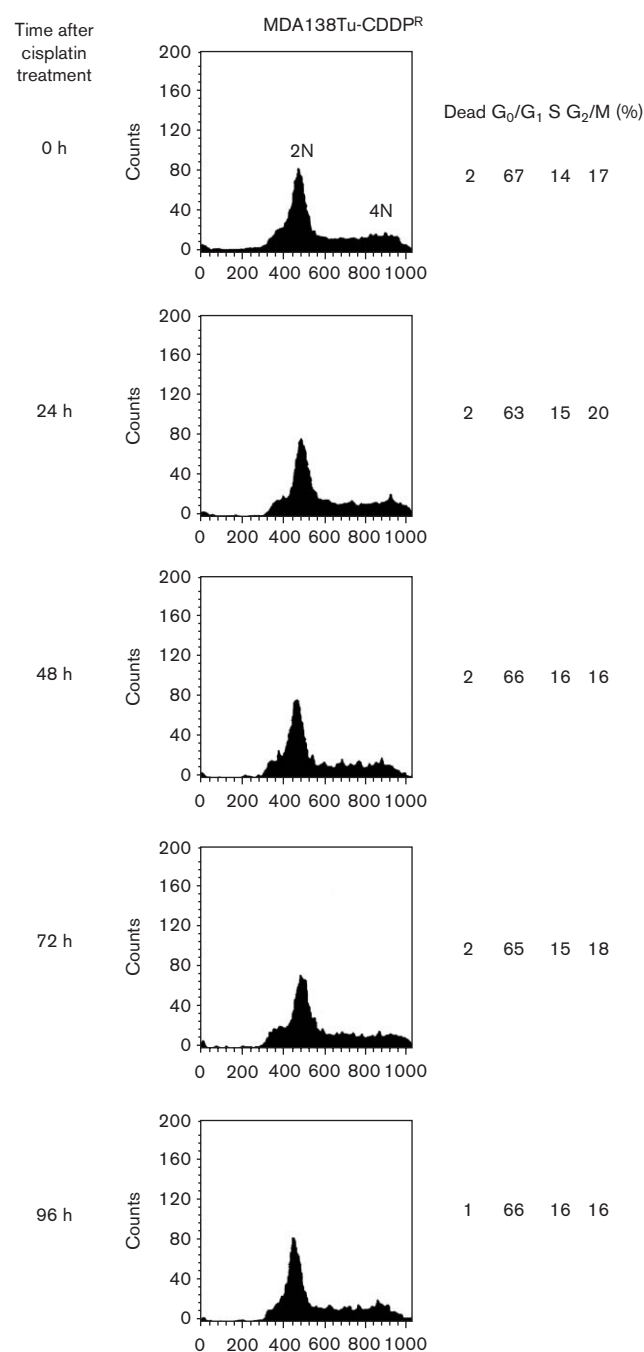 Time after
cisplatin
treatment
MDA138Tu-CDDPᴿ
Dead G₀/G₁ S G₂/M (%)
0 h
Counts
200
160
120
80
40
0
2N
4N
0 200 400 600 800 1000
2 67 14 17
24 h
Counts
200
160
120
80
40
0
0 200 400 600 800 1000
2 63 15 20
48 h
Counts
200
160
120
80
40
0
0 200 400 600 800 1000
2 66 16 16
72 h
Counts
200
160
120
80
40
0
0 200 400 600 800 1000
2 65 15 18
96 h
Counts
200
160
120
80
40
0
0 200 400 600 800 1000
1 66 16 16